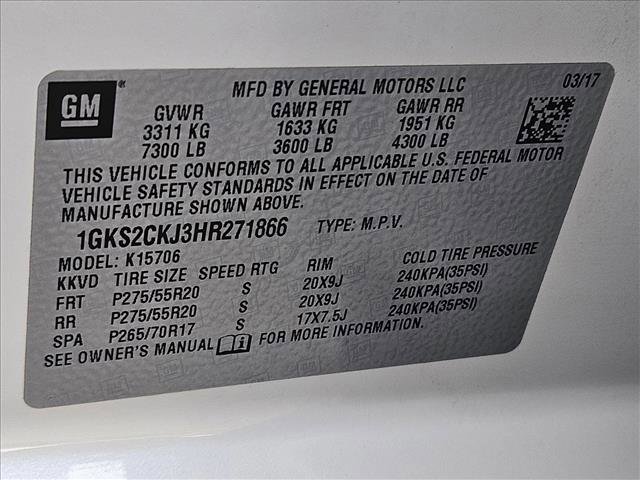 GM
MFD BY GENERAL MOTORS LLC 03/17
GVWR GAWR FRT GAWR RR
3311 KG 1633 KG 1951 KG
7300 LB 3600 LB 4300 LB
THIS VEHICLE CONFORMS TO ALL APPLICABLE U.S. FEDERAL MOTOR
VEHICLE SAFETY STANDARDS IN EFFECT ON THE DATE OF
MANUFACTURE SHOWN ABOVE.
1GKS2CKJ3HR271866 TYPE: M.P.V.
MODEL: K15706
KKVD TIRE SIZE SPEED RTG RIM COLD TIRE PRESSURE
FRT P275/55R20 S 20X9J 240KPA(35PSI)
RR P275/55R20 S 20X9J 240KPA(35PSI)
SPA P265/70R17 S 17X7.5J 240KPA(35PSI)
SEE OWNER'S MANUAL FOR MORE INFORMATION.